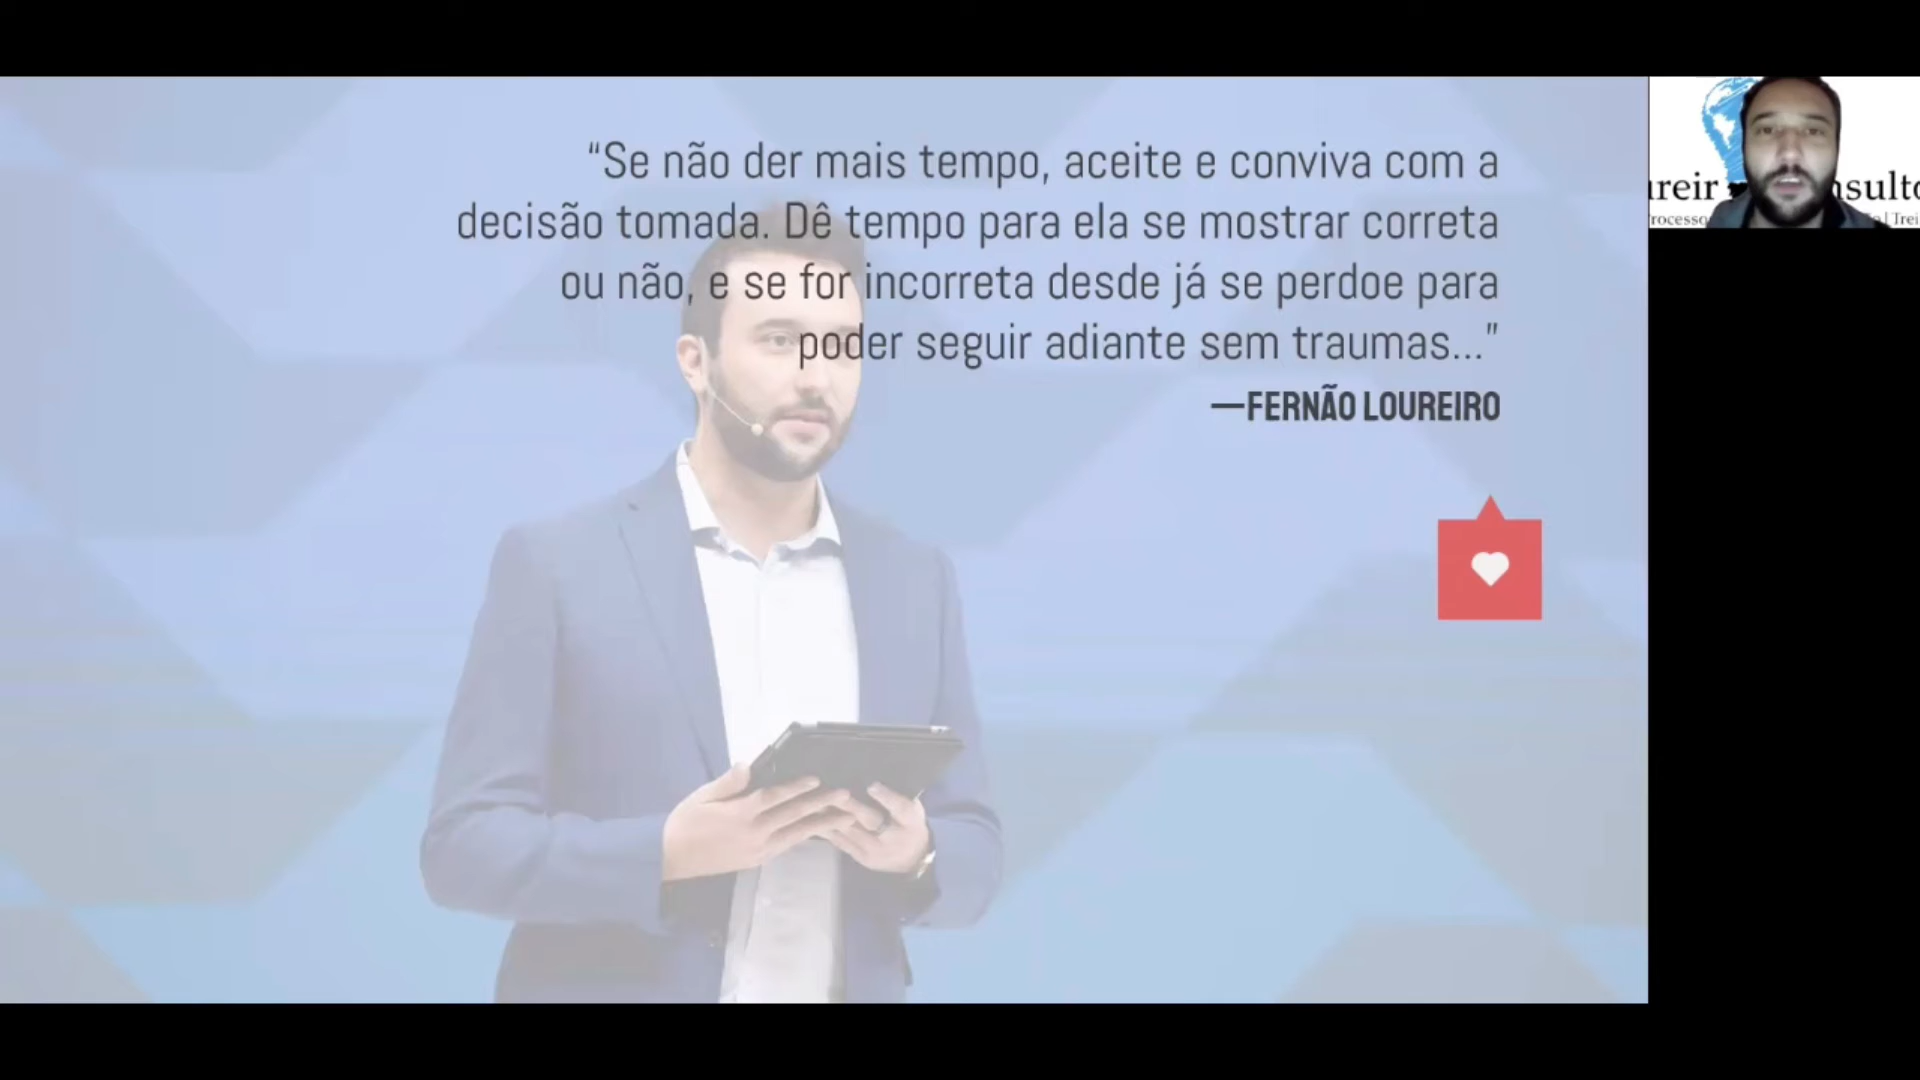 “Se não der mais tempo, aceite e conviva com a
decisão tomada. Dê tempo para ela se mostrar correta
ou não, e se for incorreta desde já se perdoe para
poder seguir adiante sem traumas...”
—FERNÃO LOUREIRO